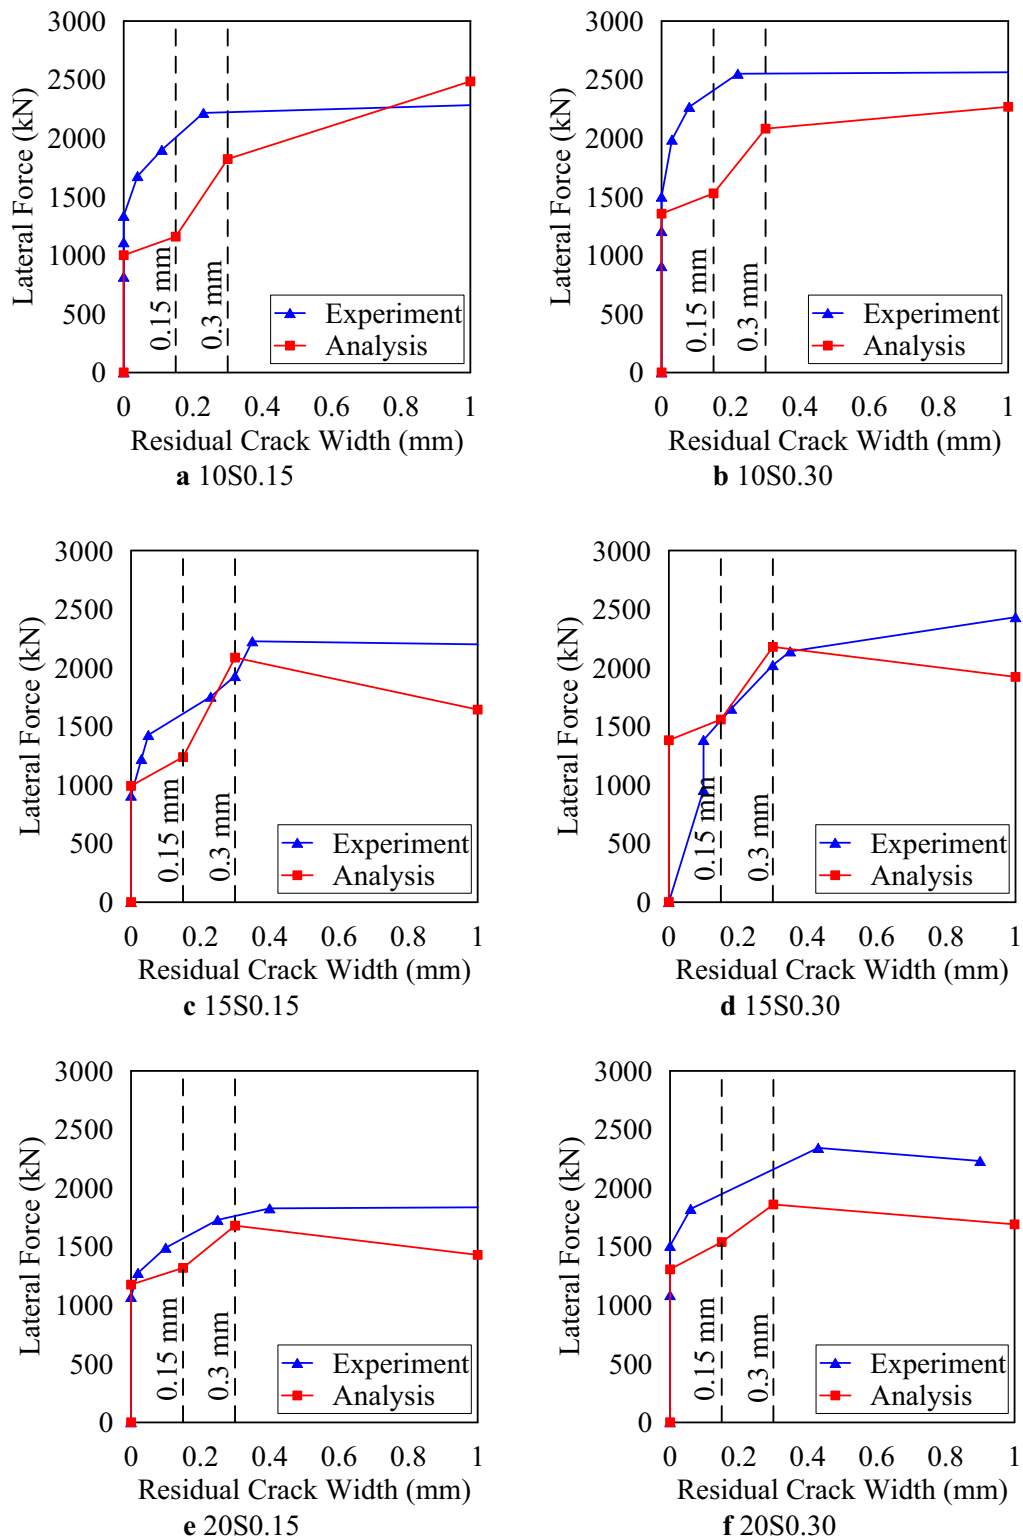 3000
2500
2000
1500
1000
500
0
Lateral Force (kN)
0.15 mm
0.3 mm
Experiment
Analysis
0 0.2 0.4 0.6 0.8 1
Residual Crack Width (mm)
a 10S0.15
3000
2500
2000
1500
1000
500
0
Lateral Force (kN)
0.15 mm
0.3 mm
Experiment
Analysis
0 0.2 0.4 0.6 0.8 1
Residual Crack Width (mm)
b 10S0.30
3000
2500
2000
1500
1000
500
0
Lateral Force (kN)
0.15 mm
0.3 mm
Experiment
Analysis
0 0.2 0.4 0.6 0.8 1
Residual Crack Width (mm)
c 15S0.15
3000
2500
2000
1500
1000
500
0
Lateral Force (kN)
0.15 mm
0.3 mm
Experiment
Analysis
0 0.2 0.4 0.6 0.8 1
Residual Crack Width (mm)
d 15S0.30
3000
2500
2000
1500
1000
500
0
Lateral Force (kN)
0.15 mm
0.3 mm
Experiment
Analysis
0 0.2 0.4 0.6 0.8 1
Residual Crack Width (mm)
e 20S0.15
3000
2500
2000
1500
1000
500
0
Lateral Force (kN)
0.15 mm
0.3 mm
Experiment
Analysis
0 0.2 0.4 0.6 0.8 1
Residual Crack Width (mm)
f 20S0.30